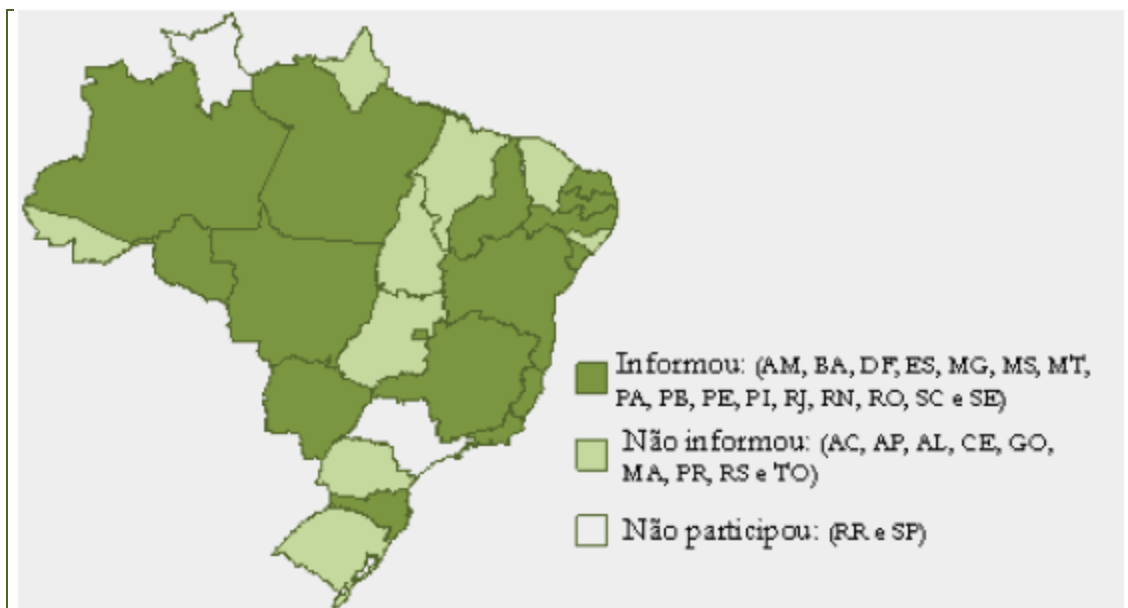 Informou: (AM, BA, DF, ES, MG, MS, MT,
PA, PB, PE, PI, RJ, RN, RO, SC e SE)
Não informou: (AC, AP, AL, CE, GO,
MA, PR, RS e TO)
Não participou: (RR e SP)